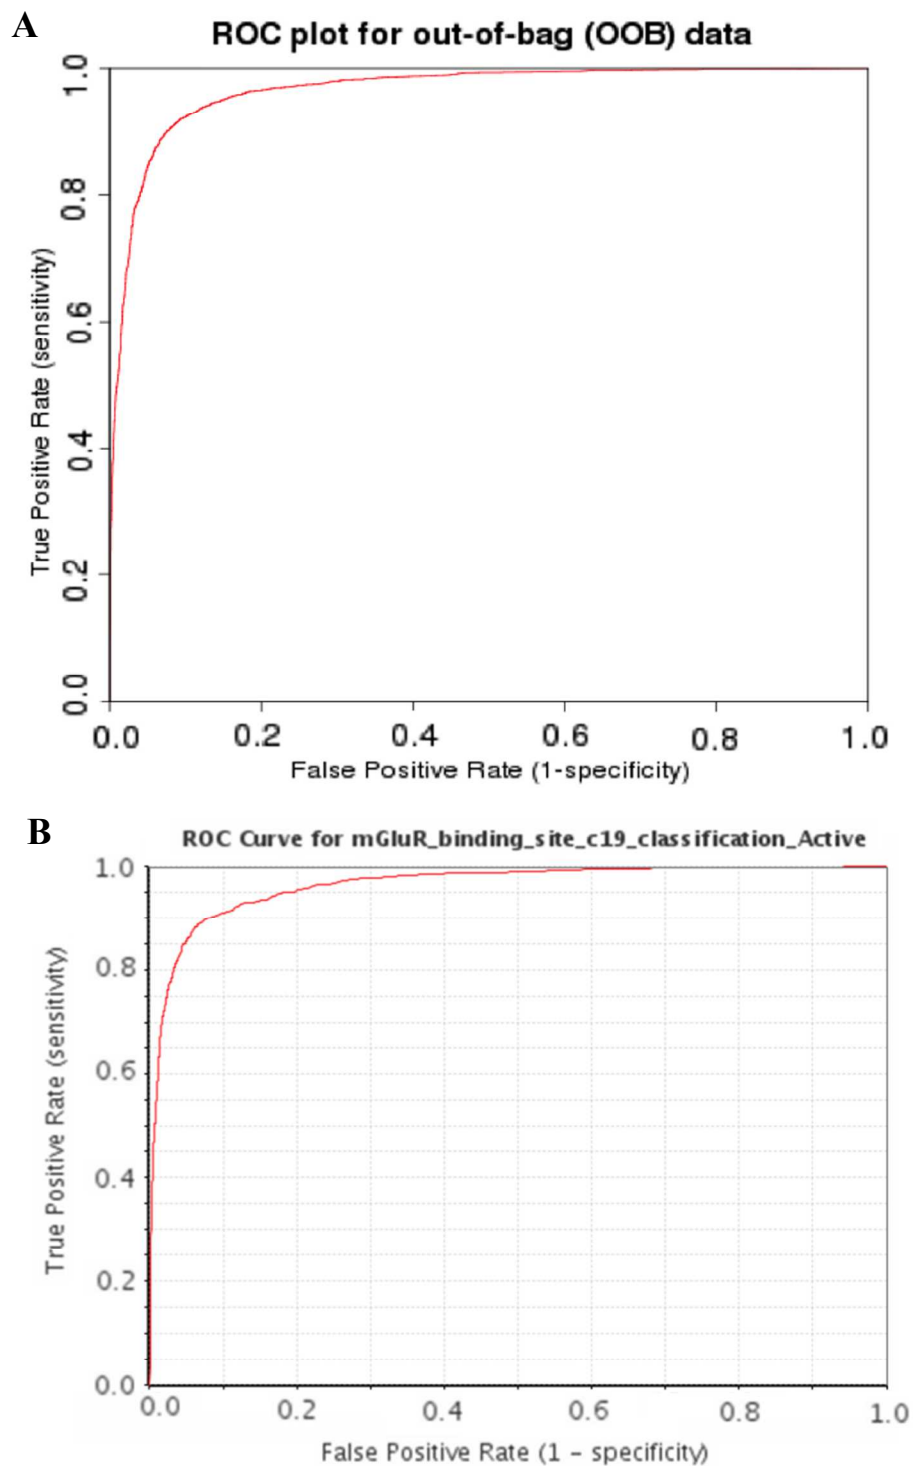 A
ROC plot for out-of-bag (OOB) data
1.0
0.8
0.6
0.4
0.2
0.0
True Positive Rate (sensitivity)
0.0 0.2 0.4 0.6 0.8 1.0
False Positive Rate (1-specificity)
B
ROC Curve for mGluR_binding_site_c19_classification_Active
1.0
0.8
0.6
0.4
0.2
0.0
True Positive Rate (sensitivity)
0.0 0.2 0.4 0.6 0.8 1.0
False Positive Rate (1 - specificity)